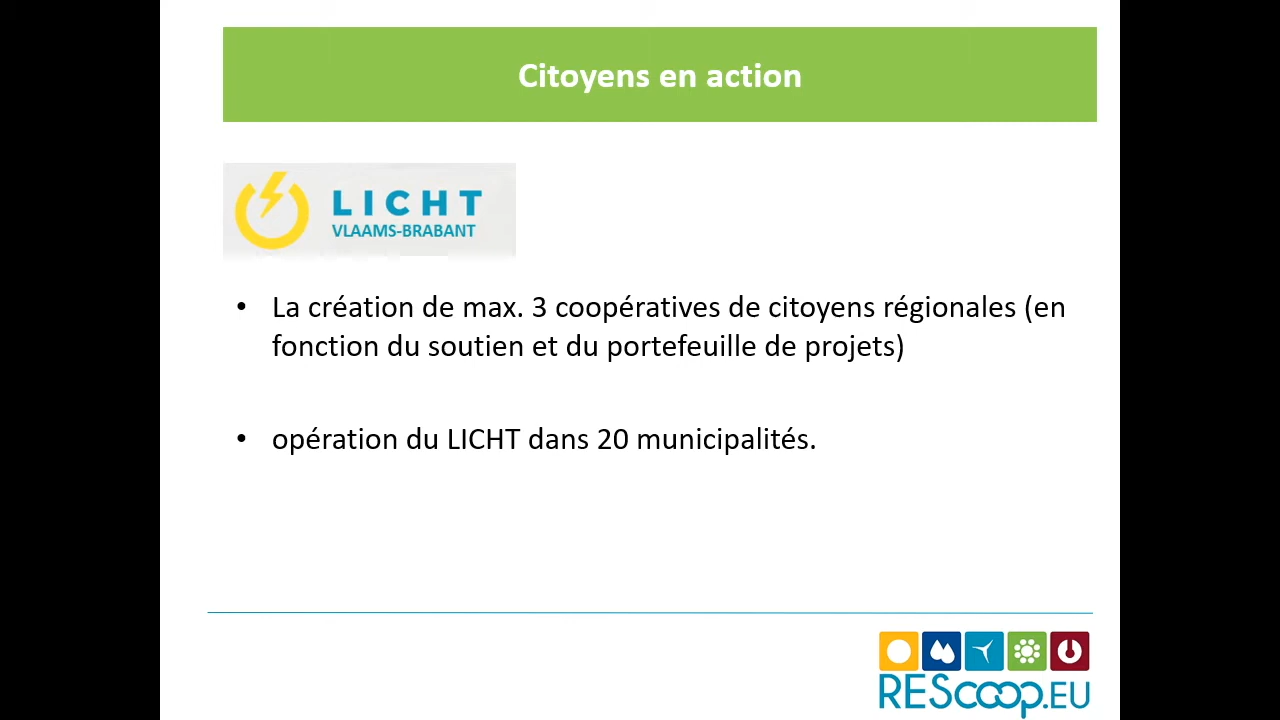 Citoyens en action
LICHT
VLAAMS-BRABANT
• La création de max. 3 coopératives de citoyens régionales (en
fonction du soutien et du portefeuille de projets)
• opération du LICHT dans 20 municipalités.
REScoop.EU